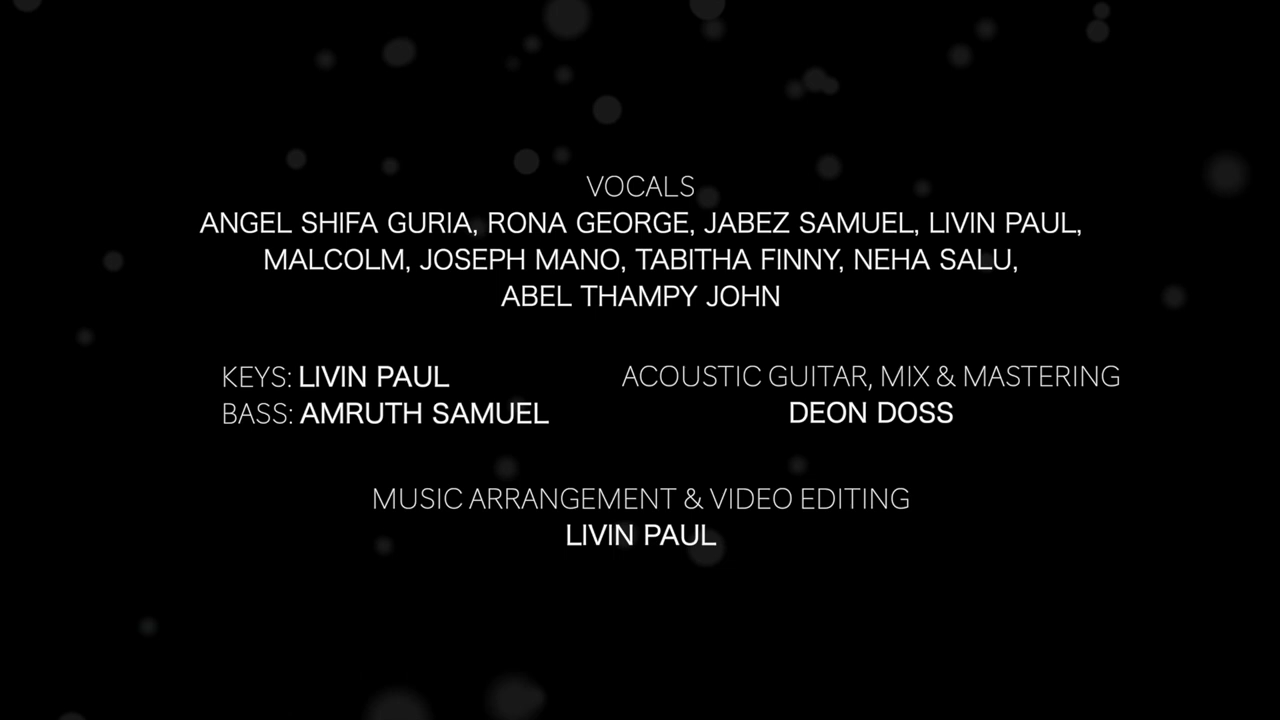 VOCALS
ANGEL SHIFA GURIA, RONA GEORGE, JABEZ SAMUEL, LIVIN PAUL,
MALCOLM, JOSEPH MANO, TABITHA FINNY, NEHA SALU,
ABEL THAMPY JOHN
KEYS: LIVIN PAUL
BASS: AMRUTH SAMUEL
ACOUSTIC GUITAR, MIX & MASTERING
DEON DOSS
MUSIC ARRANGEMENT & VIDEO EDITING
LIVIN PAUL